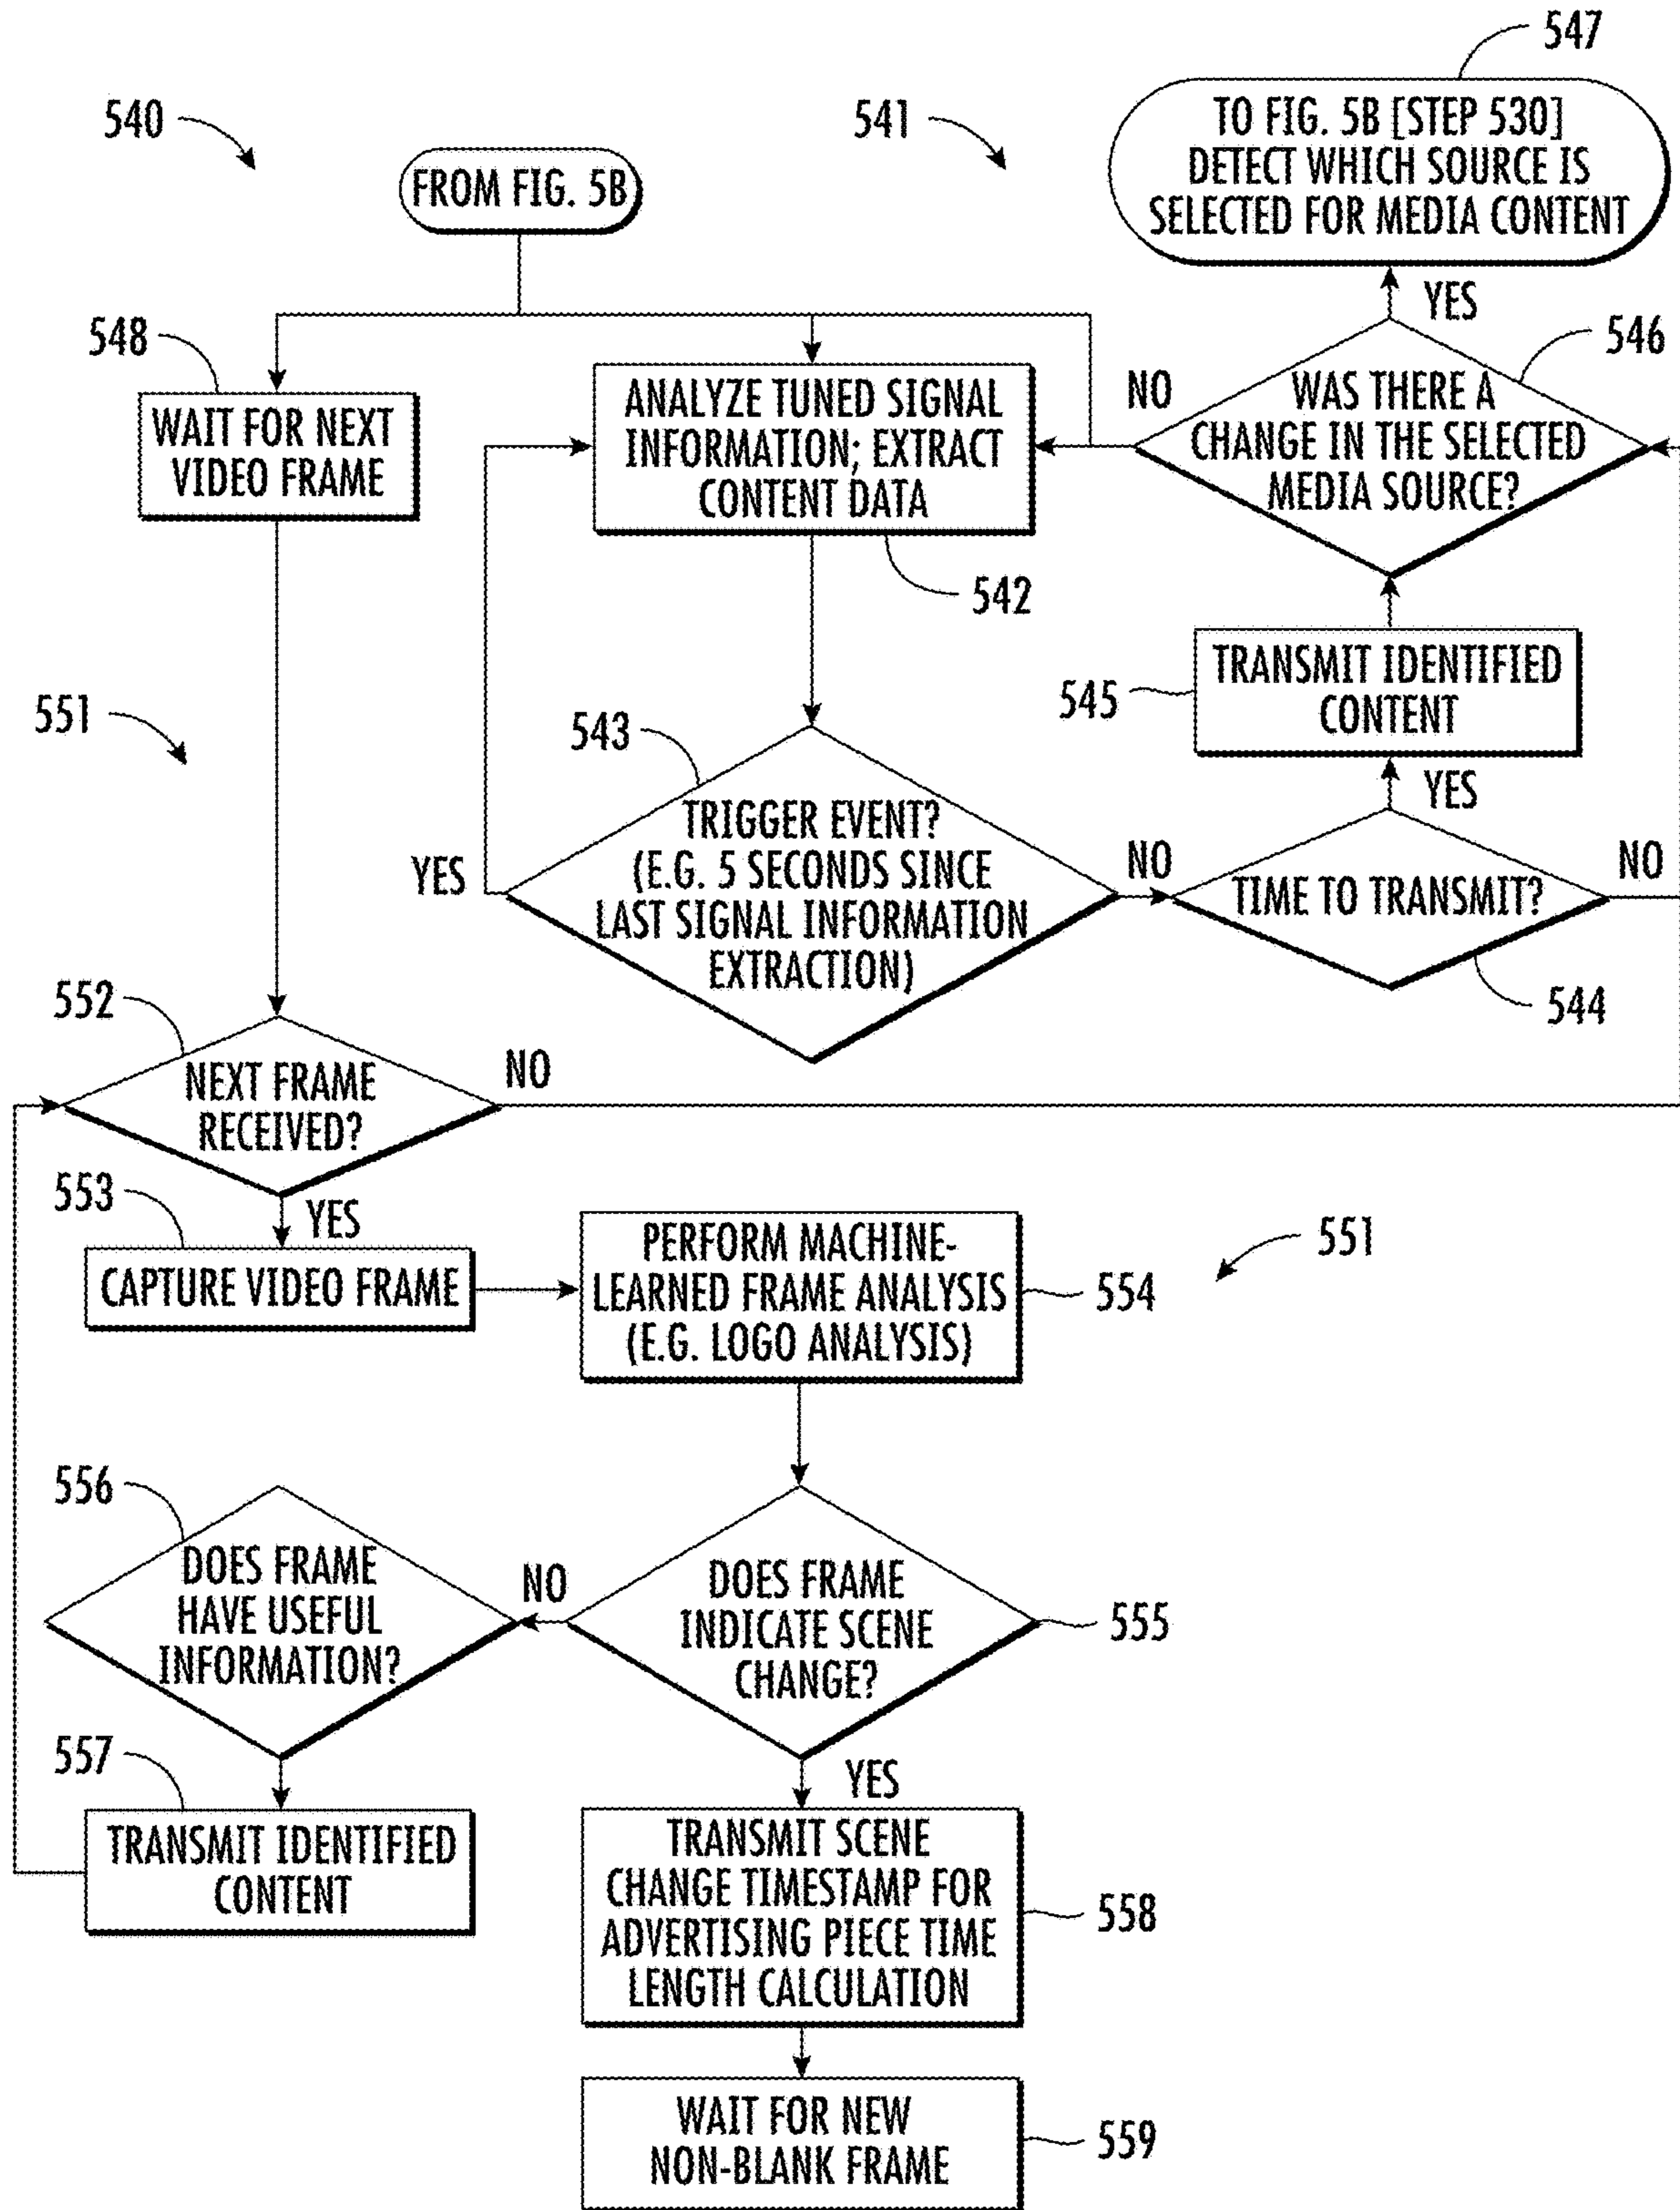 547
540
541
TO FIG. 5B [STEP 530]
DETECT WHICH SOURCE IS
SELECTED FOR MEDIA CONTENT
FROM FIG. 5B
YES
548
546
WAIT FOR NEXT
VIDEO FRAME
ANALYZE TUNED SIGNAL
INFORMATION; EXTRACT
CONTENT DATA
542
NO
WAS THERE A
CHANGE IN THE SELECTED
MEDIA SOURCE?
545
TRANSMIT IDENTIFIED
CONTENT
551
543
TRIGGER EVENT?
(E.G. 5 SECONDS SINCE
LAST SIGNAL INFORMATION
EXTRACTION)
YES
NO
YES
TIME TO TRANSMIT?
NO
544
552
NEXT FRAME
RECEIVED?
NO
YES
553
CAPTURE VIDEO FRAME
PERFORM MACHINE-
LEARNED FRAME ANALYSIS
(E.G. LOGO ANALYSIS)
554
551
556
DOES FRAME
HAVE USEFUL
INFORMATION?
NO
DOES FRAME
INDICATE SCENE
CHANGE?
555
557
TRANSMIT IDENTIFIED
CONTENT
YES
TRANSMIT SCENE
CHANGE TIMESTAMP FOR
ADVERTISING PIECE TIME
LENGTH CALCULATION
558
WAIT FOR NEW
NON-BLANK FRAME
559